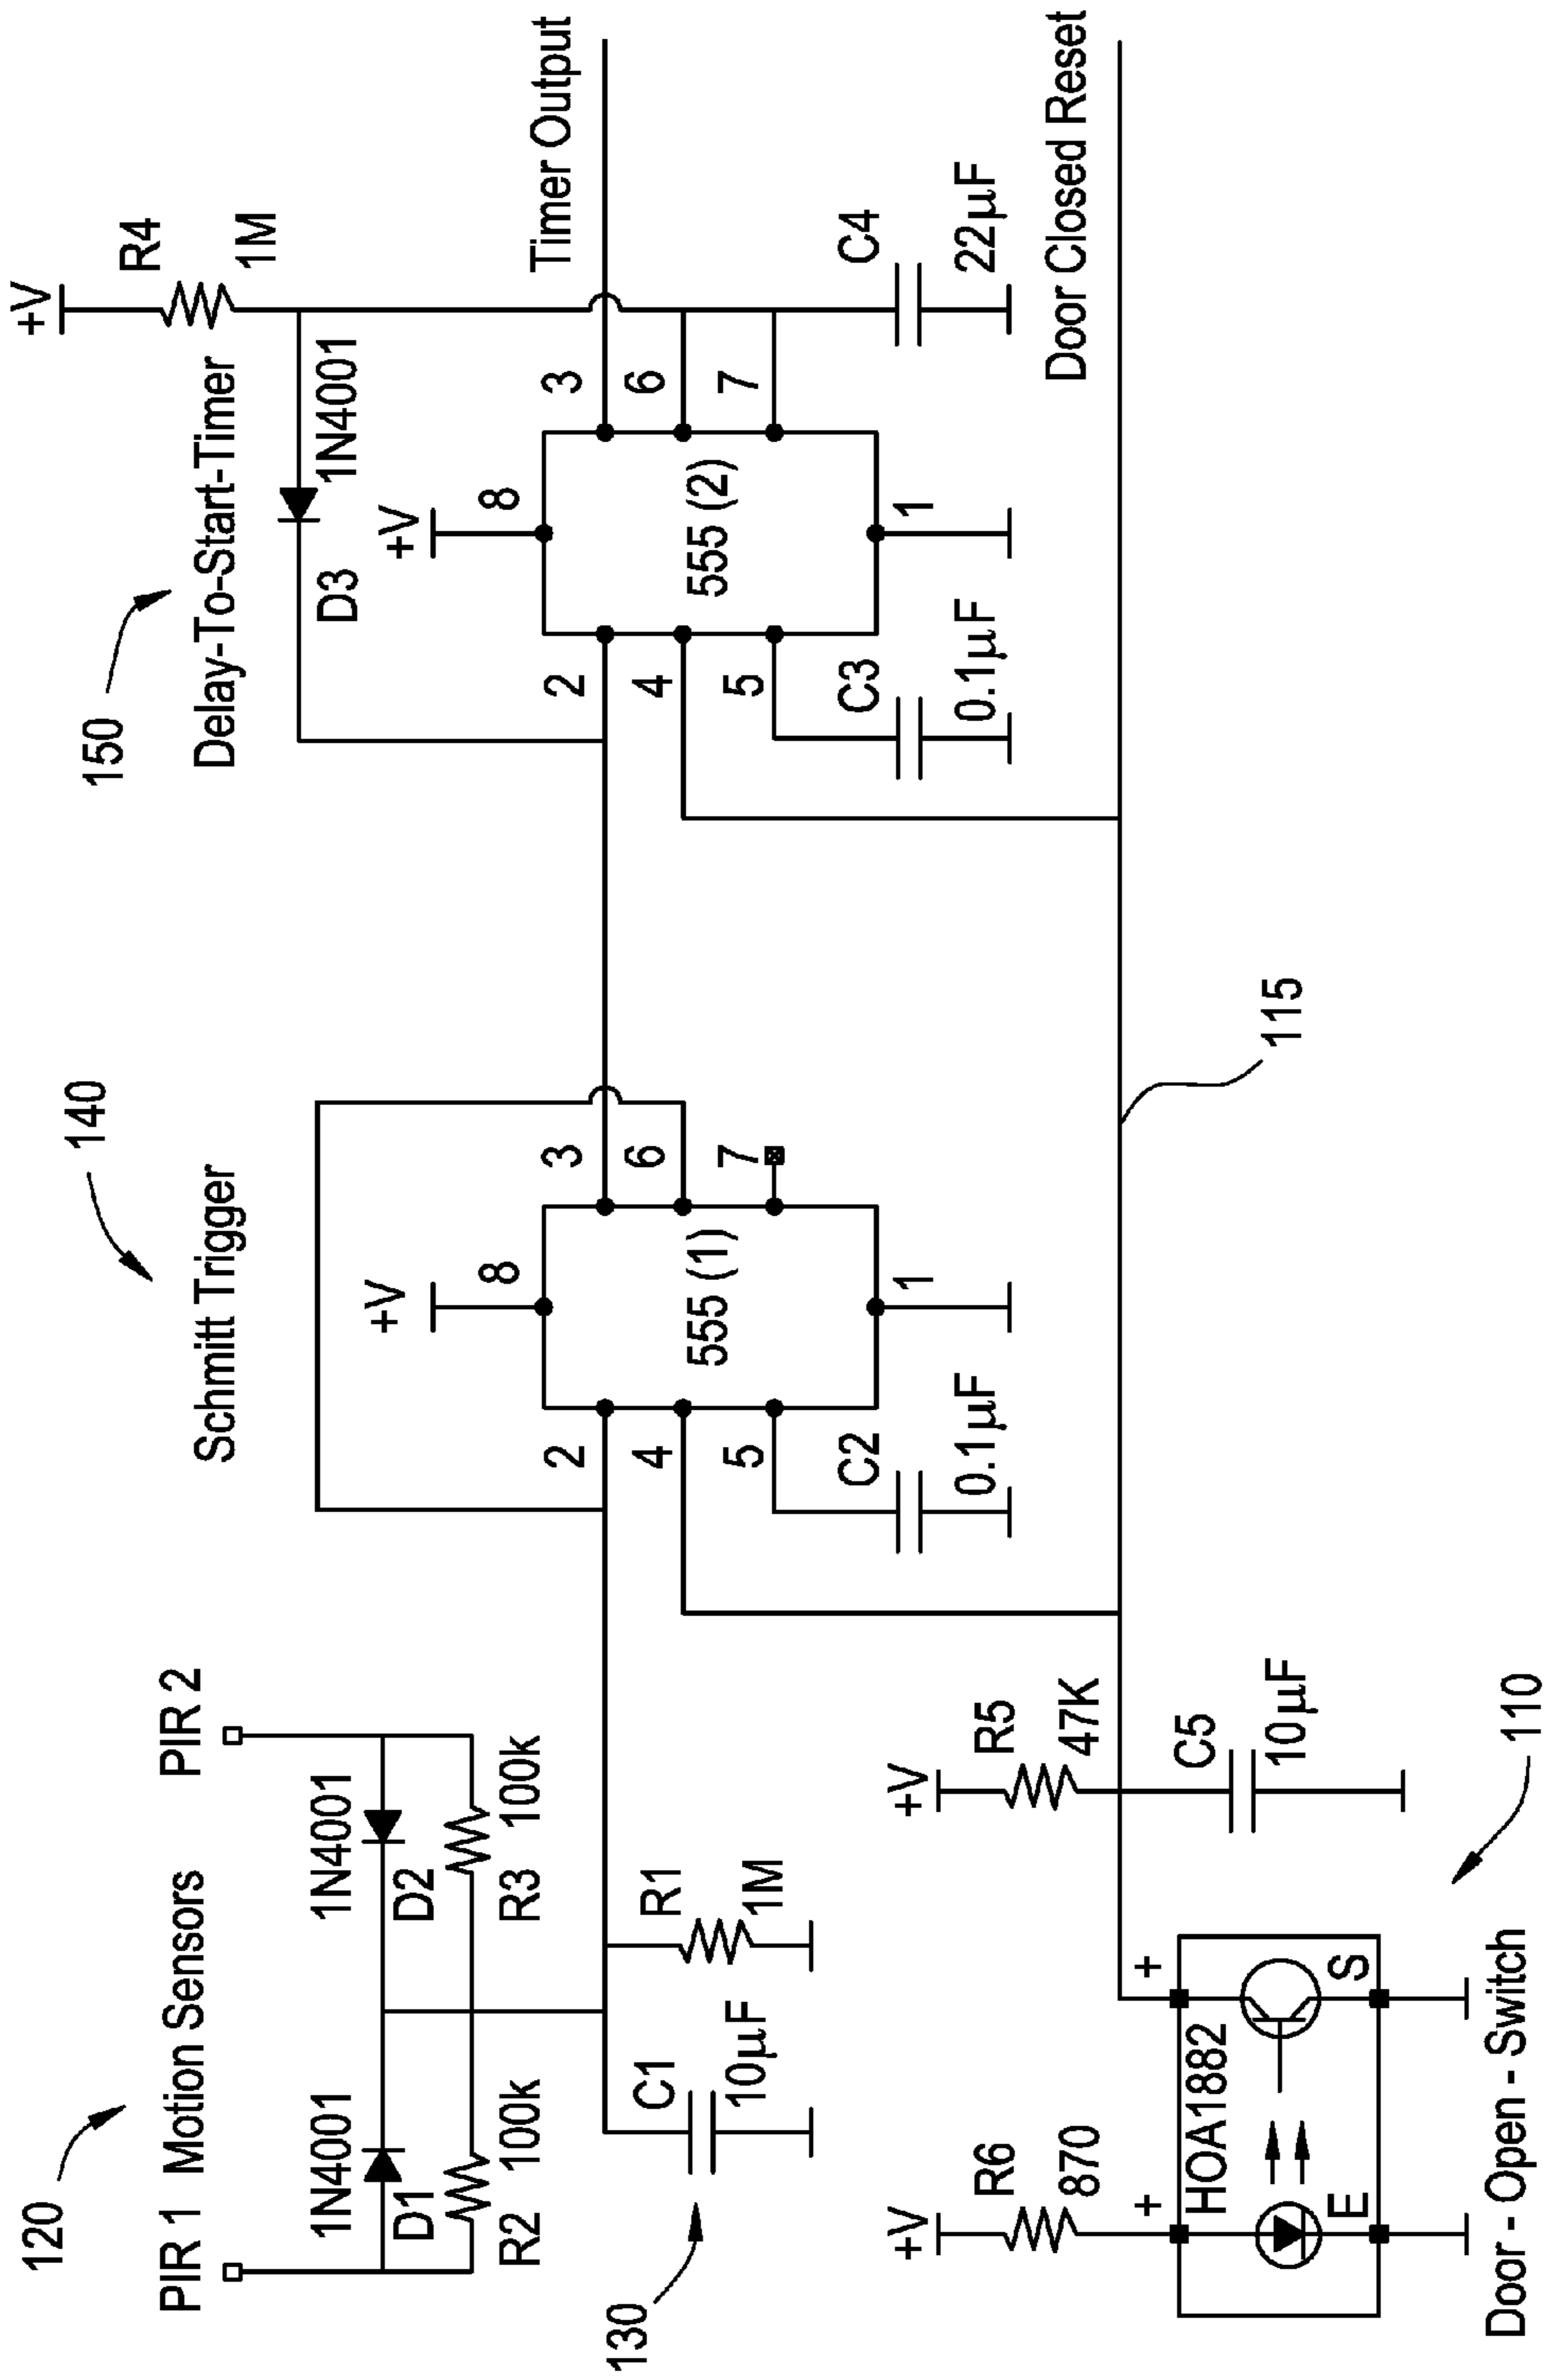 120
PIR 1
Motion Sensors
PIR 2
1N4001
1N4001
D1
D2
R2
100k
R3
100k
130
C1
10µF
R1
1M
140
Schmitt Trigger
+V
8
2
3
4
6
5
7
555 (1)
1
C2
0.1µF
150
Delay-To-Start-Timer
+V
R4
1M
D3
1N4001
+V
8
2
3
4
6
5
7
555 (2)
1
C3
0.1µF
C4
22µF
Timer Output
Door Closed Reset
115
+V
R6
870
+V
R5
47K
C5
10µF
+
+
HOA1882
E
S
110
Door - Open - Switch